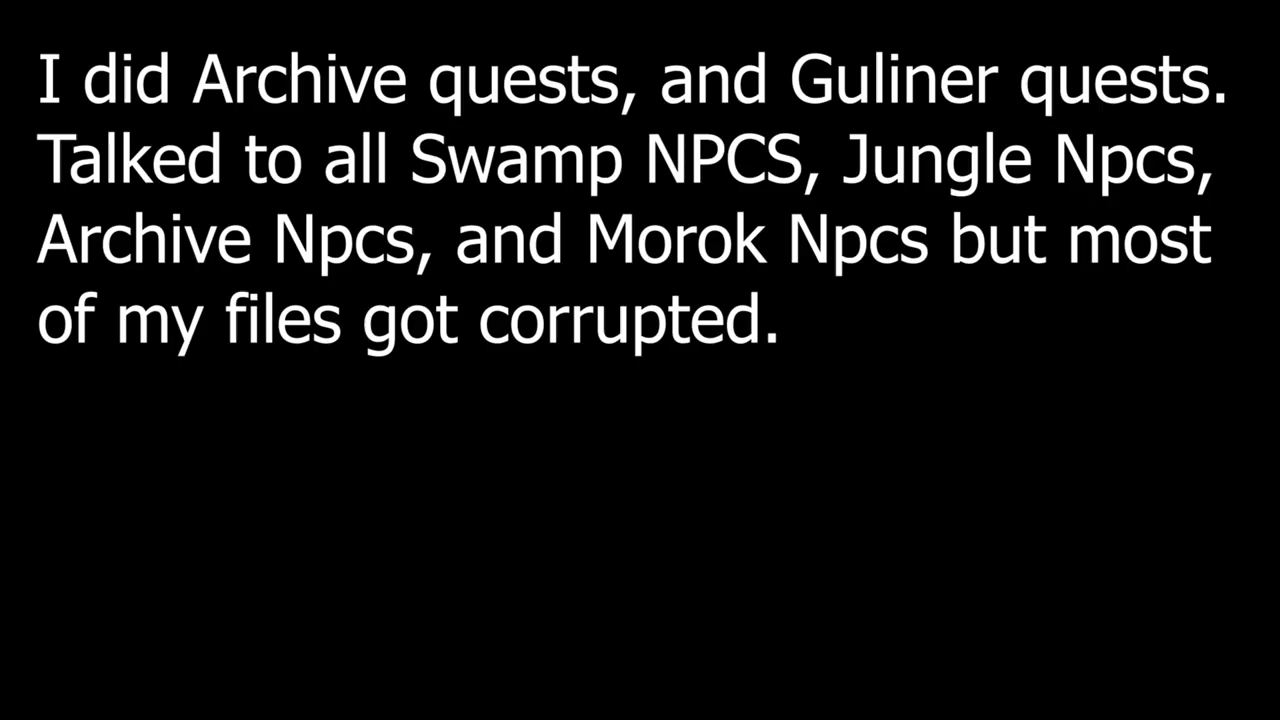 I did Archive quests, and Guliner quests.
Talked to all Swamp NPCS, Jungle Npcs,
Archive Npcs, and Morok Npcs but most
of my files got corrupted.